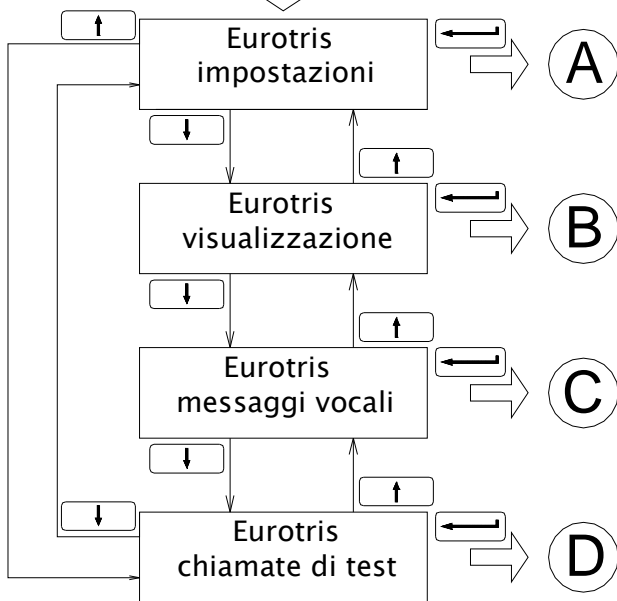 Eurotris
impostazioni
A
Eurotris
visualizzazione
B
Eurotris
messaggi vocali
C
Eurotris
chiamate di test
D